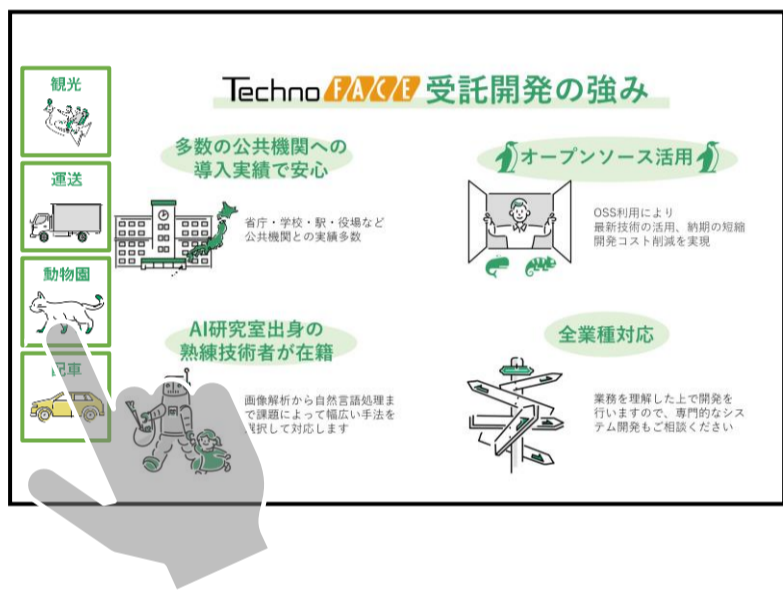 観光
運送
動物園
Techno FACE 受託開発の強み
多数の公共機関への
導入実績で安心
省庁・学校・駅・役場など
公共機関との実績多数
オープンソース活用
OSS利用により
最新技術の活用、納期の短縮
開発コスト削減を実現
AI研究室出身の
熟練技術者が在籍
画像解析から自然言語処理ま
で課題によって幅広い手法を
選択して対応します
全業種対応
業務を理解した上で開発を
行いますので、専門的なシス
テム開発もご相談ください